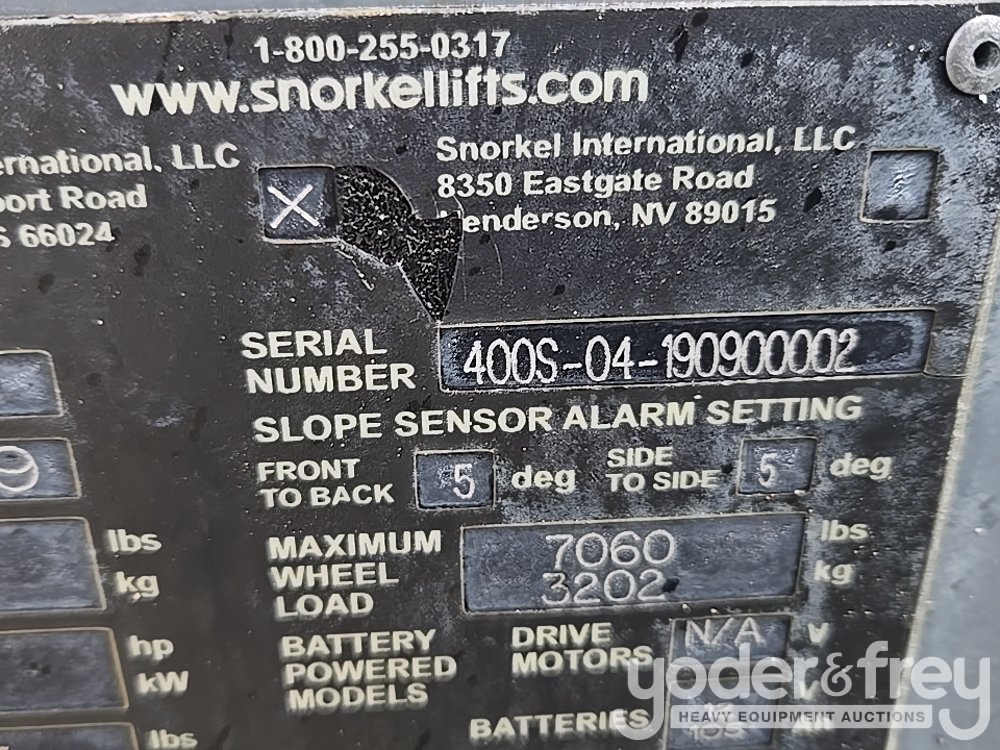 1-800-255-0317
www.snorkellifts.com
ernational, LLC
port Road
S 66024
X
Snorkel International, LLC
8350 Eastgate Road
Henderson, NV 89015
SERIAL
NUMBER
400S-04-190900002
SLOPE SENSOR ALARM SETTING
FRONT
TO BACK
5 deg
SIDE
TO SIDE
5 deg
9
lbs
kg
hp
kW
lbs
MAXIMUM
WHEEL
LOAD
7060 lbs
3202 kg
BATTERY
POWERED
MODELS
DRIVE
MOTORS
N/A V
BATTERIES
V
yoder&frey
HEAVY EQUIPMENT AUCTIONS